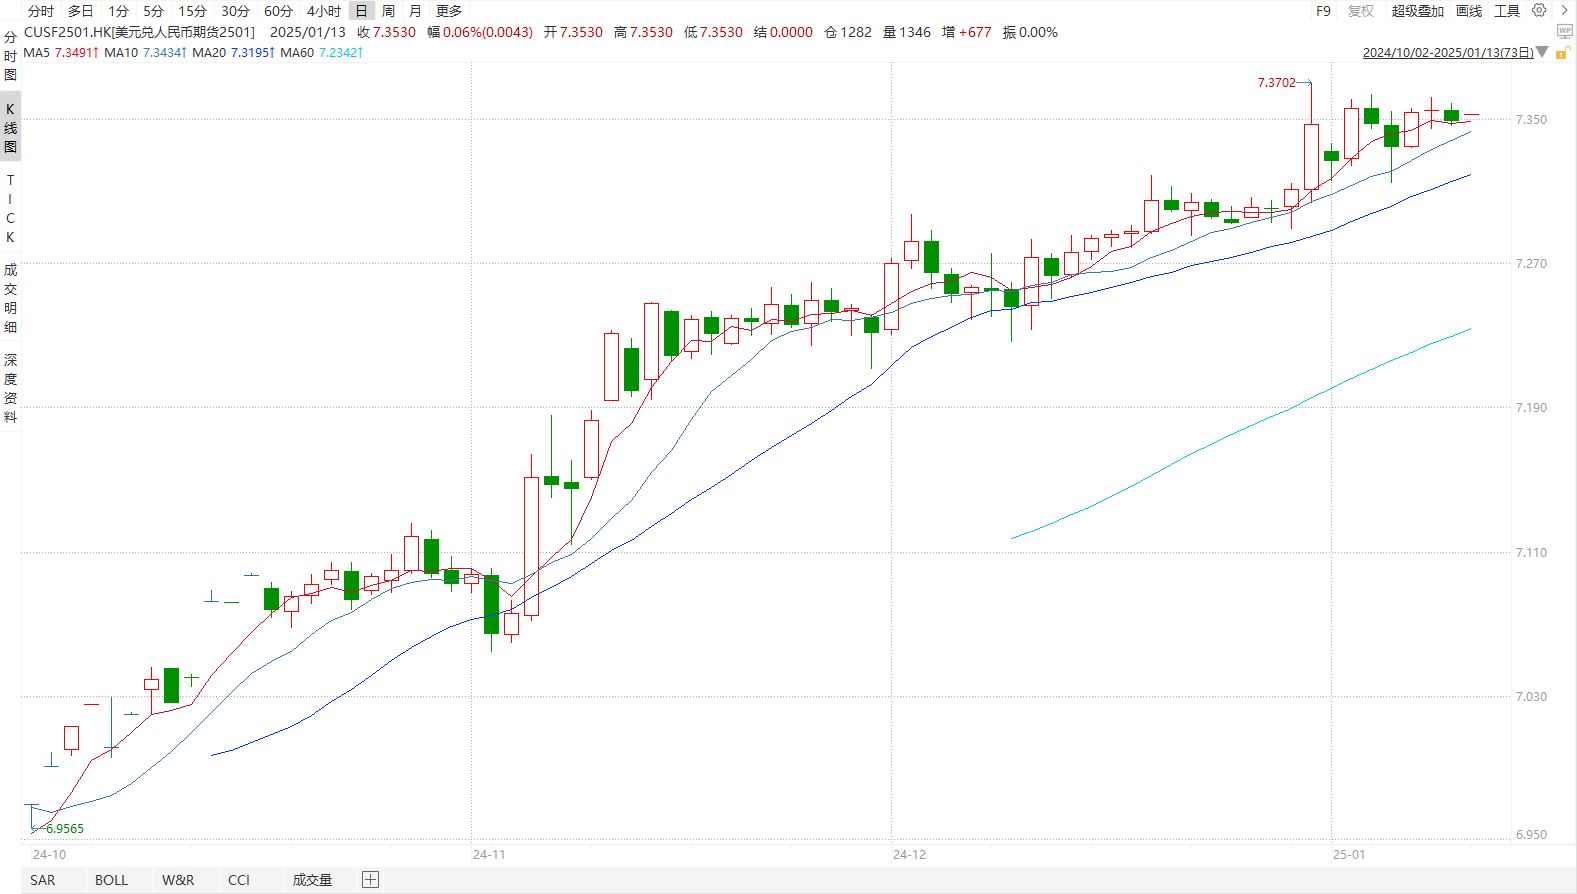 分时 多日 1分 5分 15分 30分 60分 4小时 日 周 月 更多 F9 复权 超级叠加 画线 工具
CUSF2501.HK[美元兑人民币期货2501] 2025/01/13 收 7.3530 幅 0.06%(0.0043) 开 7.3530 高 7.3530 低 7.3530 结 0.0000 仓 1282 量 1346 增 +677 振 0.00%
WP
MA5 7.3491↑ MA10 7.3434↑ MA20 7.3195↑ MA60 7.2342↑ 2024/10/02-2025/01/13(73日)
分时图
K线图
TICK
成交明细
深度资料
7.3702
7.350
7.270
7.190
7.110
7.030
6.9565
6.950
24-10 24-11 24-12 25-01
SAR BOLL W&R CCI 成交量